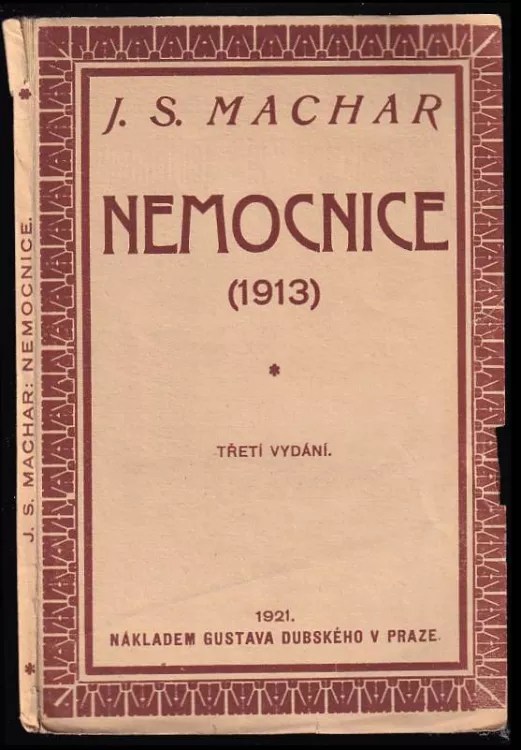 J. S. MACHAR
NEMOCNICE
(1913)
*
TŘETÍ VYDÁNÍ.
1921.
NÁKLADEM GUSTAVA DUBSKÉHO V PRAZE.
* J. S. MACHAR: NEMOCNICE. *